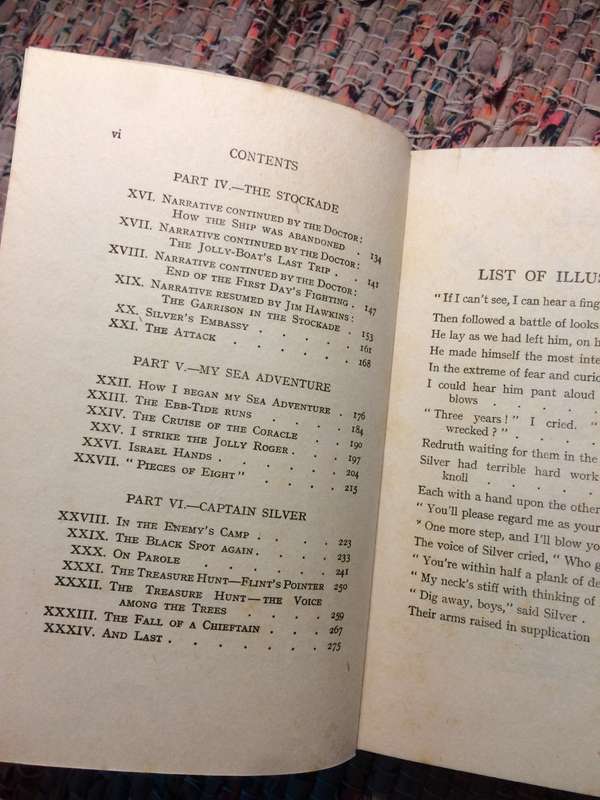 vi
CONTENTS
PART IV.—THE STOCKADE
XVI. NARRATIVE CONTINUED BY THE DOCTOR:
HOW THE SHIP WAS ABANDONED . 134
XVII. NARRATIVE CONTINUED BY THE DOCTOR:
THE JOLLY-BOAT'S LAST TRIP . . 141
XVIII. NARRATIVE CONTINUED BY THE DOCTOR:
END OF THE FIRST DAY'S FIGHTING . 147
XIX. NARRATIVE RESUMED BY JIM HAWKINS:
THE GARRISON IN THE STOCKADE . 153
XX. SILVER'S EMBASSY . . . . 161
XXI. THE ATTACK . . . . . 168
PART V.—MY SEA ADVENTURE
XXII. HOW I BEGAN MY SEA ADVENTURE . 176
XXIII. THE EBB-TIDE RUNS . . . . 184
XXIV. THE CRUISE OF THE CORACLE . . 190
XXV. I STRIKE THE JOLLY ROGER . . . 197
XXVI. ISRAEL HANDS . . . . . 204
XXVII. "PIECES OF EIGHT" . . . . 215
PART VI.—CAPTAIN SILVER
XXVIII. IN THE ENEMY'S CAMP . . . 223
XXIX. THE BLACK SPOT AGAIN . . . . 233
XXX. ON PAROLE . . . . . 241
XXXI. THE TREASURE HUNT—FLINT'S POINTER 250
XXXII. THE TREASURE HUNT — THE VOICE
AMONG THE TREES . . . . 259
XXXIII. THE FALL OF A CHIEFTAIN . . . 267
XXXIV. AND LAST . . . . . . 275
LIST OF ILLUS
"If I can't see, I can hear a fing
Then followed a battle of looks
He lay as we had left him, on h
He made himself the most inte
In the extreme of fear and curio
I could hear him pant aloud
blows . . . . .
"Three years!" I cried. "
wrecked?" . . . .
Redruth waiting for them in the
Silver had terrible hard work
knoll . . . . .
Each with a hand upon the other
"You'll please regard me as your
"One more step, and I'll blow yo
The voice of Silver cried, "Who g
"You're within half a plank of de
"My neck's stiff with thinking of
"Dig away, boys," said Silver .
Their arms raised in supplication